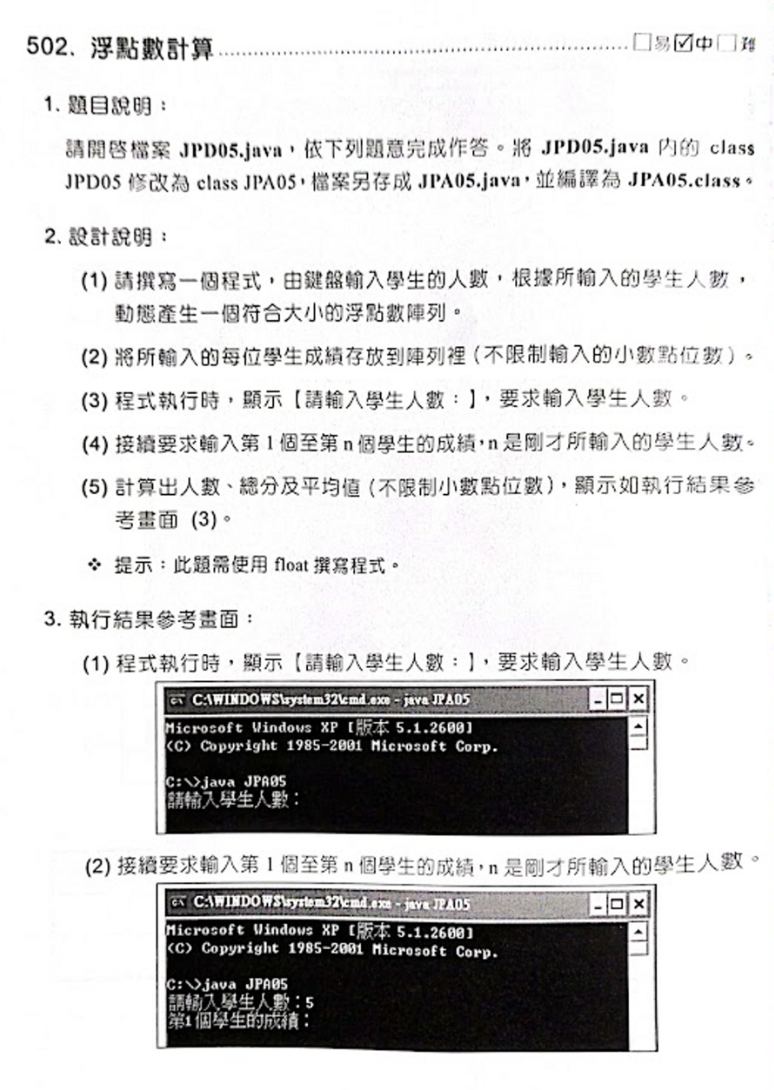 502. 浮點數計算 □易☑中□難
1. 題目說明：
請開啟檔案 JPD05.java，依下列題意完成作答。將 JPD05.java 內的 class
JPD05 修改為 class JPA05，檔案另存成 JPA05.java，並編譯為 JPA05.class。
2. 設計說明：
(1) 請撰寫一個程式，由鍵盤輸入學生的人數，根據所輸入的學生人數，
動態產生一個符合大小的浮點數陣列。
(2) 將所輸入的每位學生成績存放到陣列裡（不限制輸入的小數點位數）。
(3) 程式執行時，顯示【請輸入學生人數：】，要求輸入學生人數。
(4) 接續要求輸入第 1 個至第 n 個學生的成績，n 是剛才所輸入的學生人數。
(5) 計算出人數、總分及平均值（不限制小數點位數），顯示如執行結果參
考畫面 (3)。
❖ 提示：此題需使用 float 撰寫程式。
3. 執行結果參考畫面：
(1) 程式執行時，顯示【請輸入學生人數：】，要求輸入學生人數。
C:\WINDOWS\system32\cmd.exe - java JPA05
Microsoft Windows XP [版本 5.1.2600]
(C) Copyright 1985-2001 Microsoft Corp.
C:\>java JPA05
請輸入學生人數：
(2) 接續要求輸入第 1 個至第 n 個學生的成績，n 是剛才所輸入的學生人數。
C:\WINDOWS\system32\cmd.exe - java JPA05
Microsoft Windows XP [版本 5.1.2600]
(C) Copyright 1985-2001 Microsoft Corp.
C:\>java JPA05
請輸入學生人數：5
第1個學生的成績：